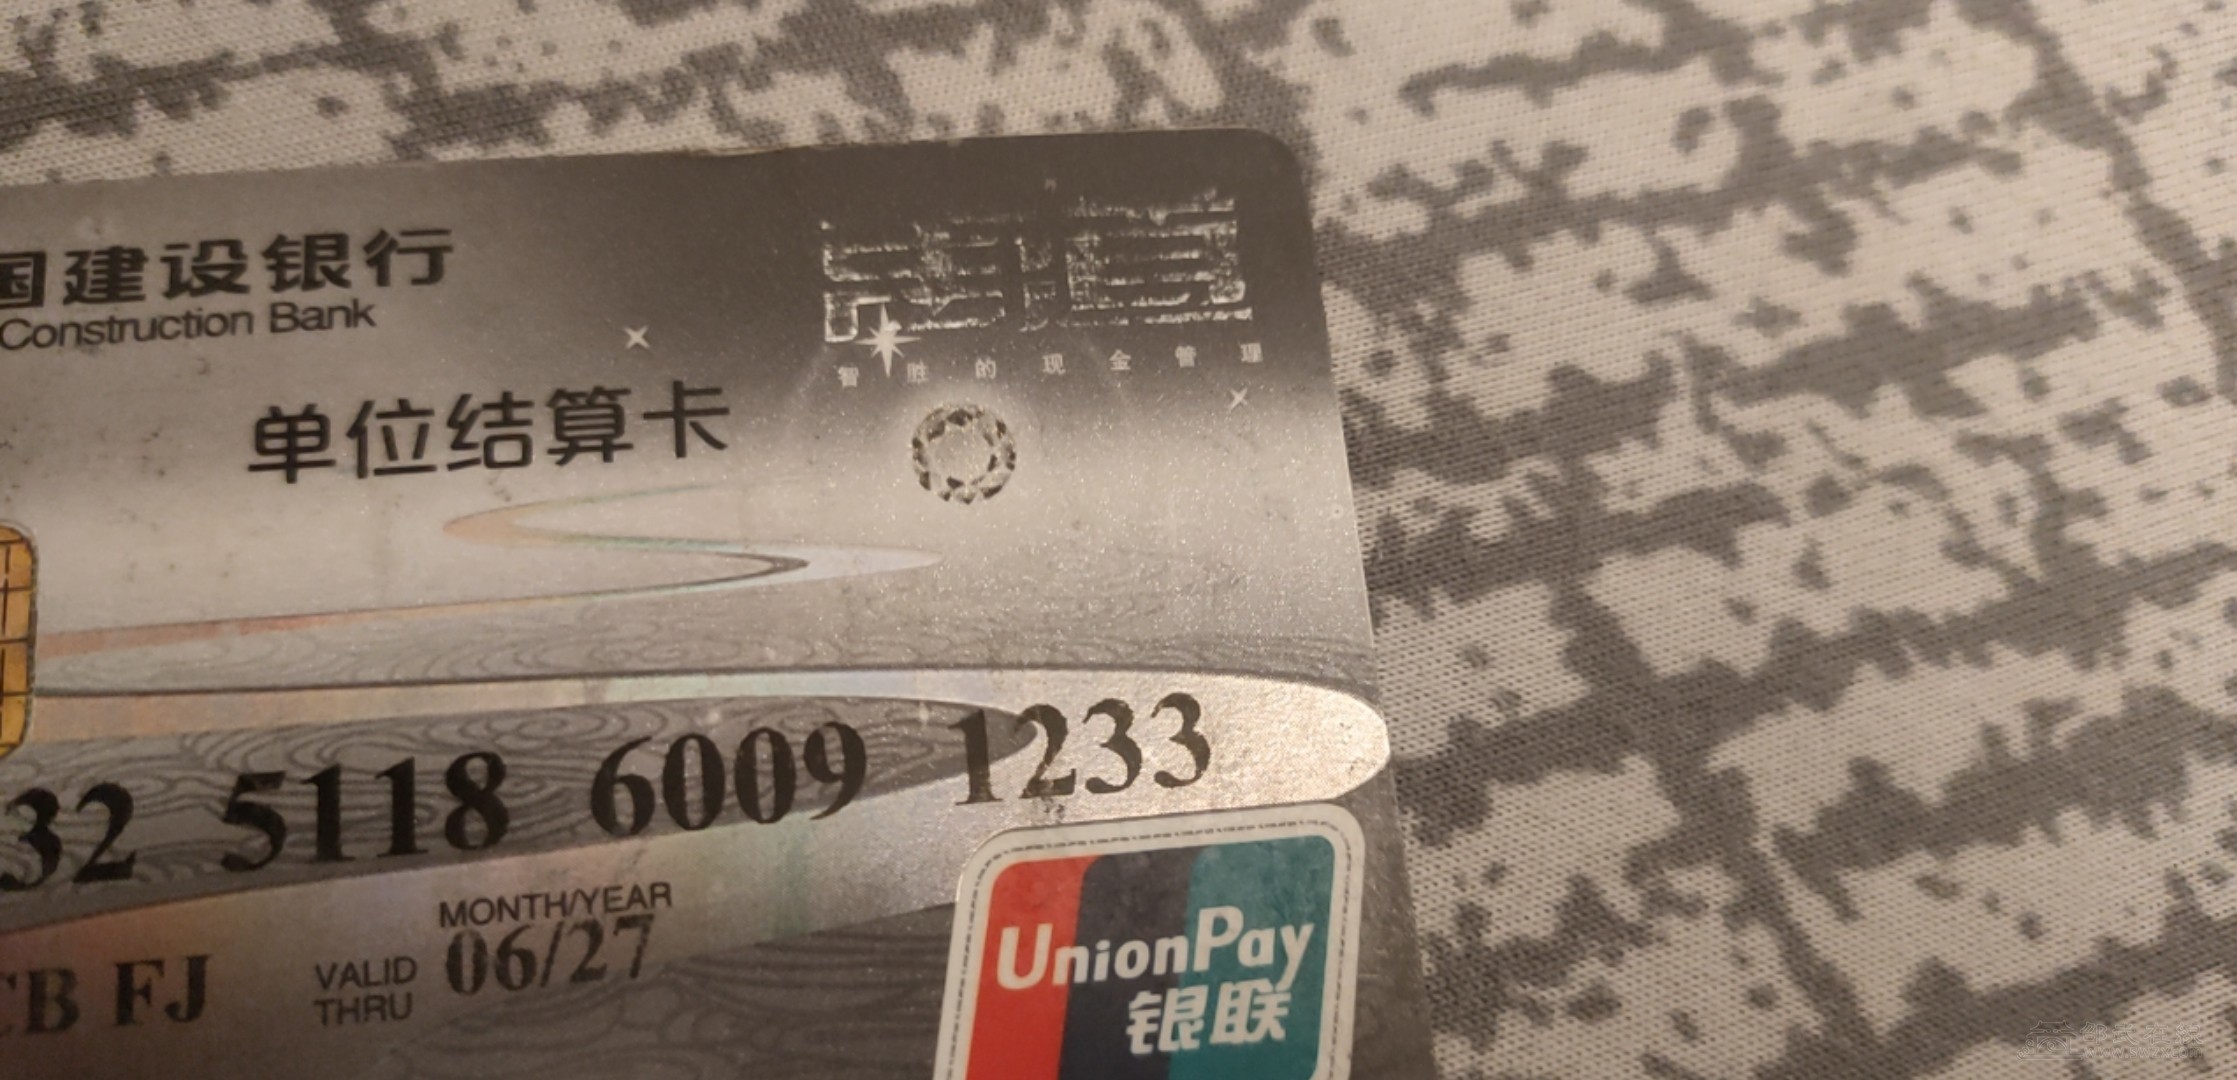 国建设银行
Construction Bank
智胜的现金管理
单位结算卡
32 5118 6009 1233
MONTH/YEAR
VALID THRU 06/27
CB FJ
UnionPay
银联